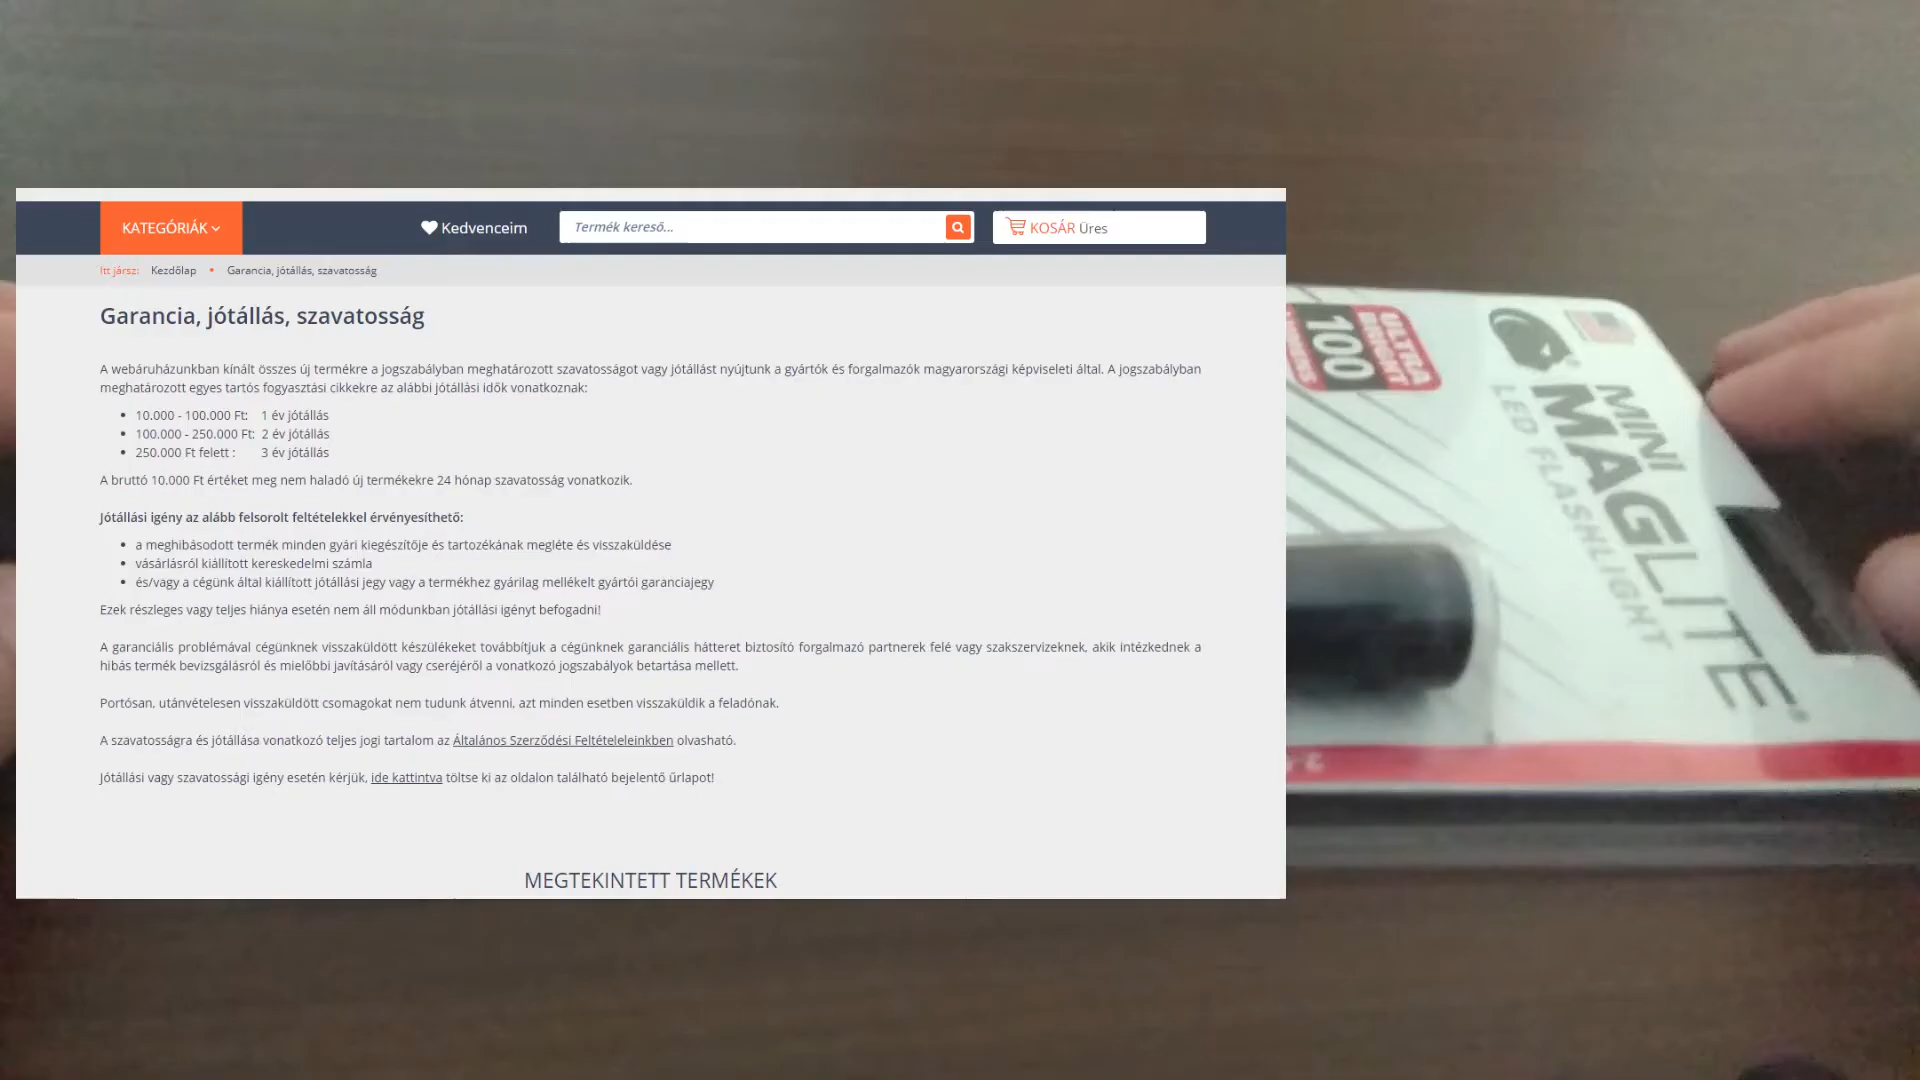 KATEGÓRIÁK
Kedvenceim
Termék kereső...
KOSÁR Üres
Itt jársz: Kezdőlap • Garancia, jótállás, szavatosság
Garancia, jótállás, szavatosság
A webáruházunkban kínált összes új termékre a jogszabályban meghatározott szavatosságot vagy jótállást nyújtunk a gyártók és forgalmazók magyarországi képviseleti által. A jogszabályban
meghatározott egyes tartós fogyasztási cikkekre az alábbi jótállási idők vonatkoznak:
• 10.000 - 100.000 Ft: 1 év jótállás
• 100.000 - 250.000 Ft: 2 év jótállás
• 250.000 Ft felett : 3 év jótállás
A bruttó 10.000 Ft értéket meg nem haladó új termékekre 24 hónap szavatosság vonatkozik.
Jótállási igény az alább felsorolt feltételekkel érvényesíthető:
• a meghibásodott termék minden gyári kiegészítője és tartozékának megléte és visszaküldése
• vásárlásról kiállított kereskedelmi számla
• és/vagy a cégünk által kiállított jótállási jegy vagy a termékhez gyárilag mellékelt gyártói garanciajegy
Ezek részleges vagy teljes hiánya esetén nem áll módunkban jótállási igényt befogadni!
A garanciális problémával cégünknek visszaküldött készülékeket továbbítjuk a cégünknek garanciális hátteret biztosító forgalmazó partnerek felé vagy szakszervizeknek, akik intézkednek a
hibás termék bevizsgálásról és mielőbbi javításáról vagy cseréjéről a vonatkozó jogszabályok betartása mellett.
Portósan, utánvételesen visszaküldött csomagokat nem tudunk átvenni, azt minden esetben visszaküldik a feladónak.
A szavatosságra és jótállása vonatkozó teljes jogi tartalom az Általános Szerződési Feltételeleinkben olvasható.
Jótállási vagy szavatossági igény esetén kérjük, ide kattintva töltse ki az oldalon található bejelentő űrlapot!
MEGTEKINTETT TERMÉKEK
ULTRA
BRIGHT
100
LUMENS
MINI
MAGLITE®
LED FLASHLIGHT